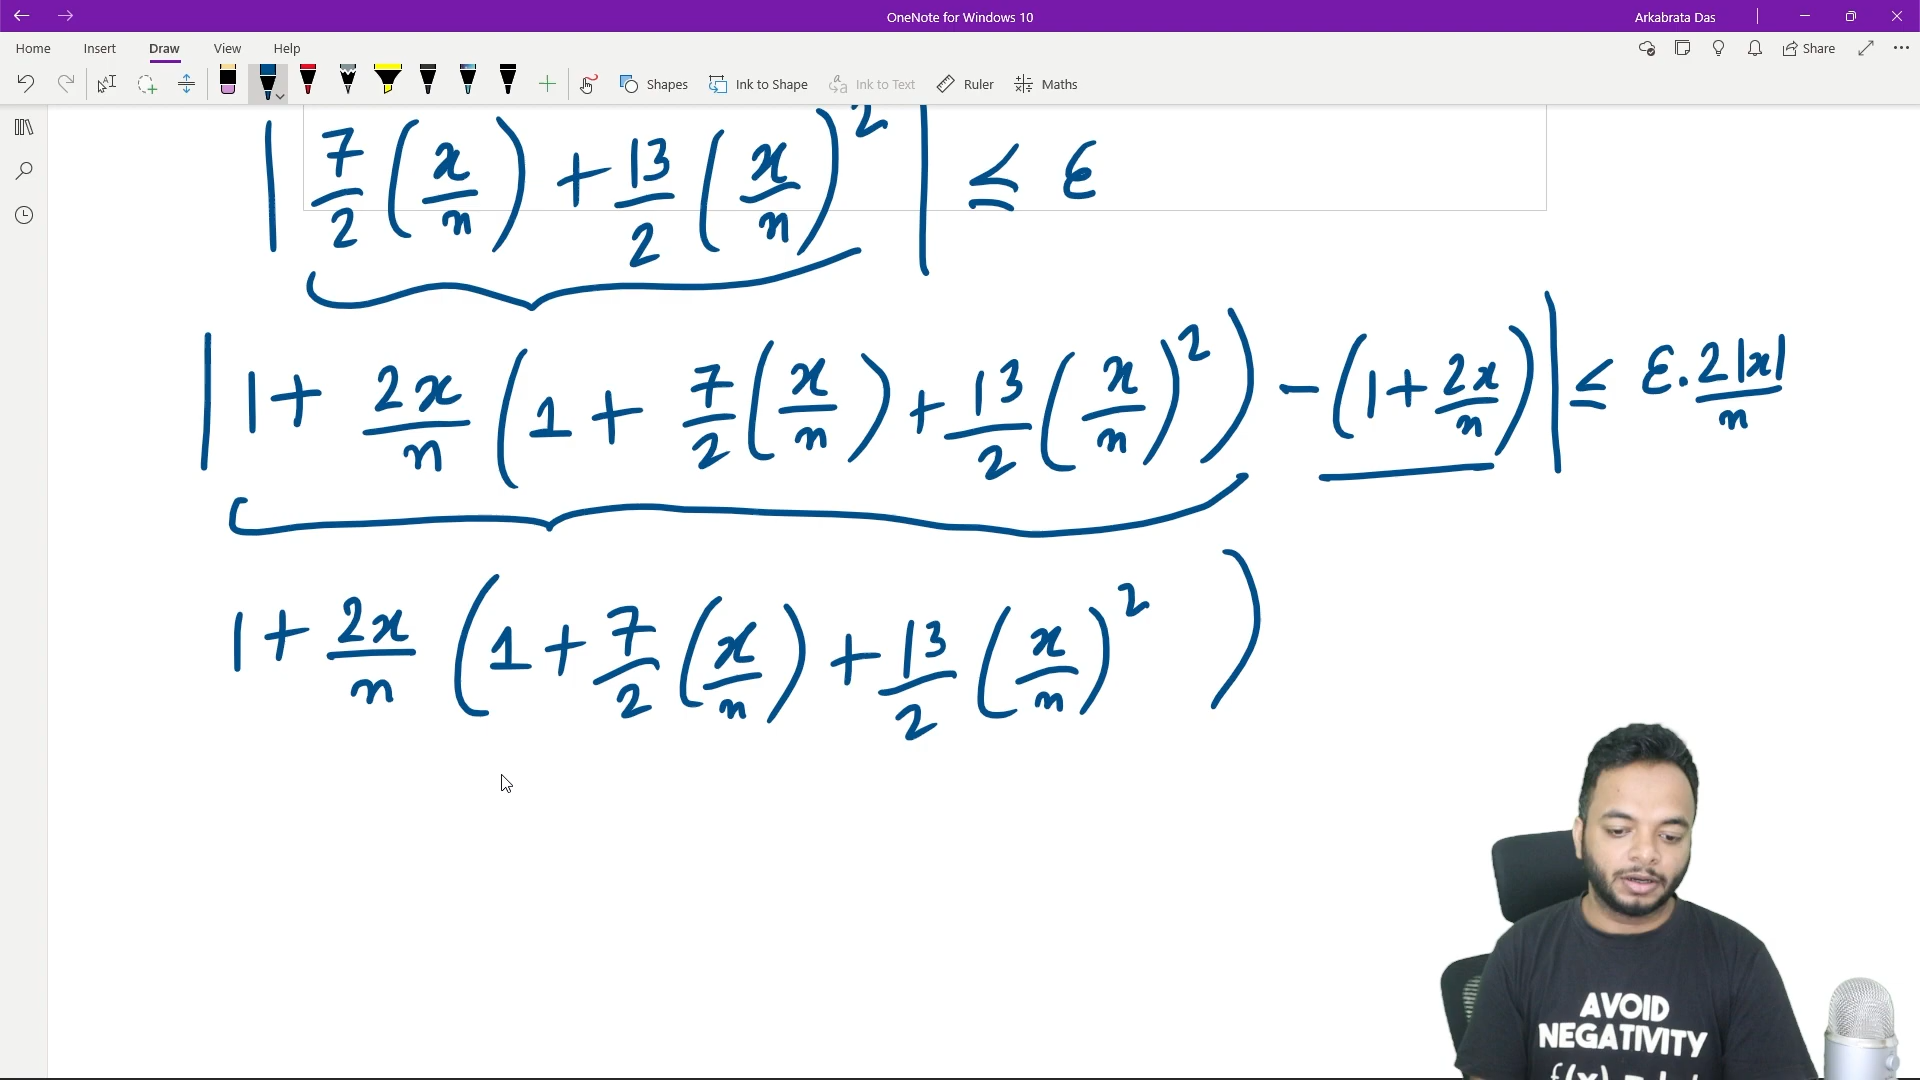 OneNote for Windows 10
Arkabrata Das
Home Insert Draw View Help
Share
Shapes Ink to Shape Ink to Text Ruler Maths
| 7/2 (x/n) + 13/2 (x/n)^2 | ≤ ε
| 1 + 2x/n (1 + 7/2 (x/n) + 13/2 (x/n)^2) - (1 + 2x/n) | ≤ ε. 2|x|/n
1 + 2x/n (1 + 7/2 (x/n) + 13/2 (x/n)^2 )
AVOID
NEGATIVITY